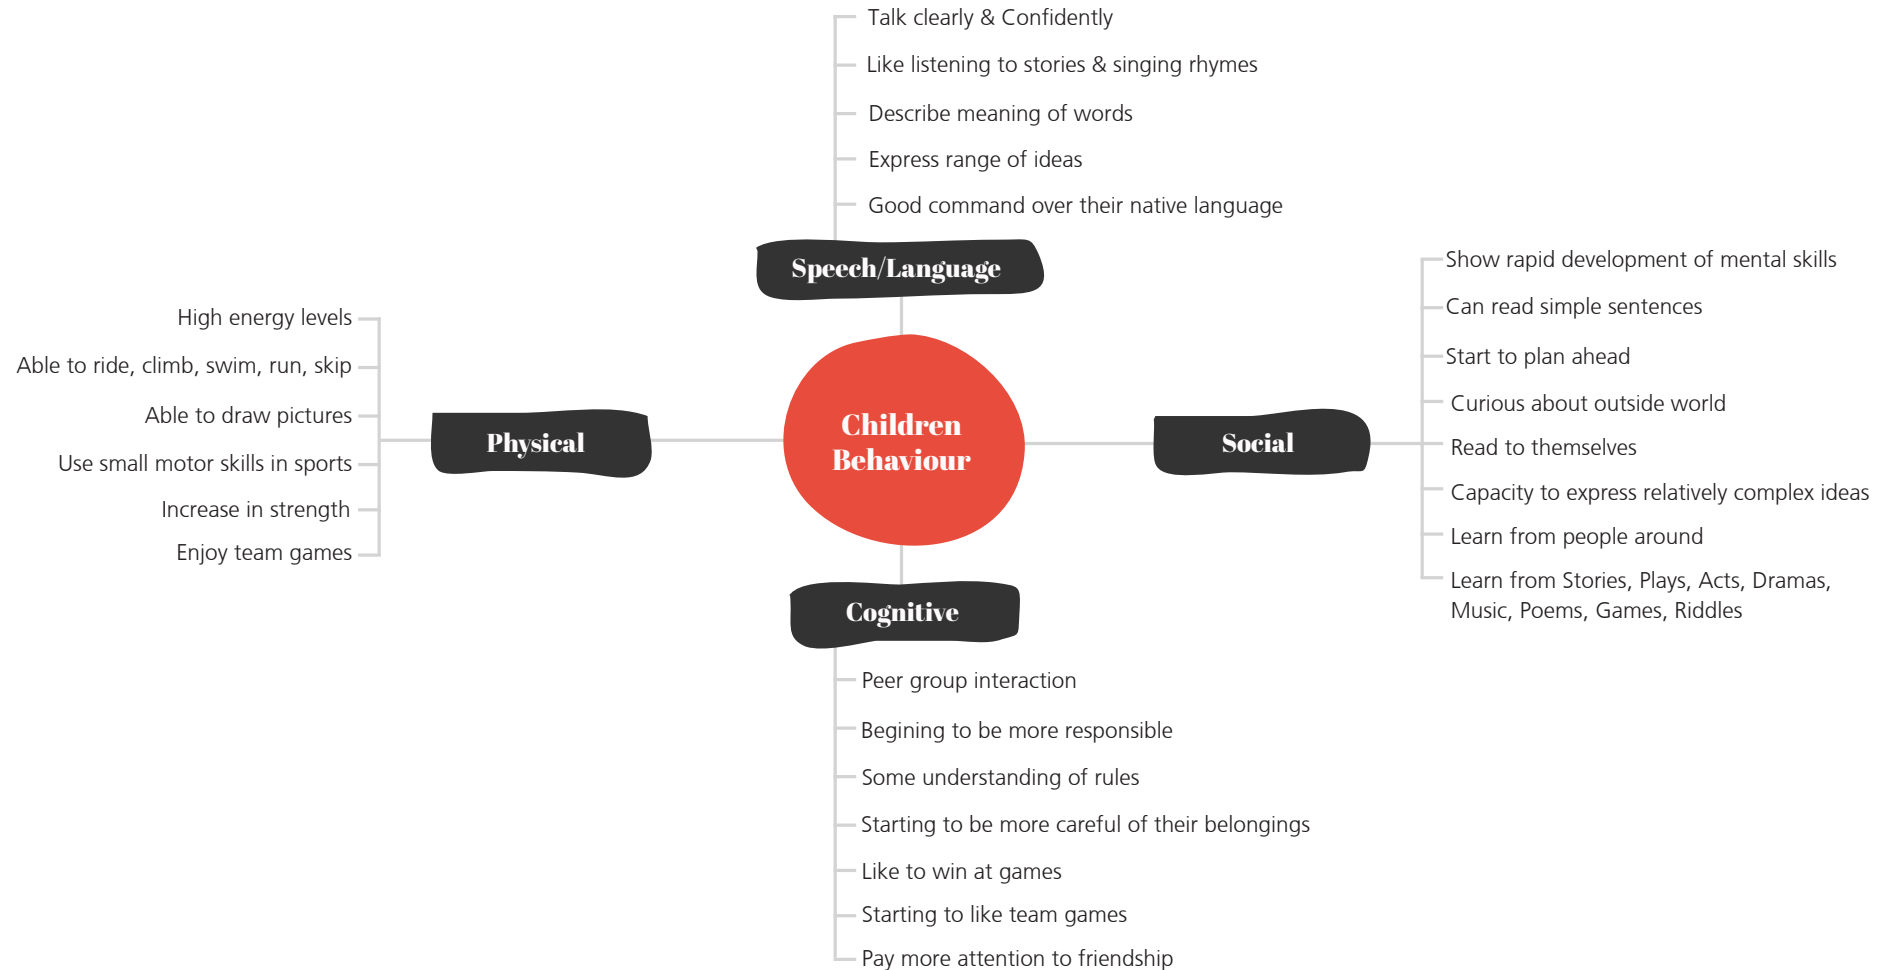 Talk clearly & Confidently
Like listening to stories & singing rhymes
Describe meaning of words
Express range of ideas
Good command over their native language
Speech/Language
High energy levels
Able to ride, climb, swim, run, skip
Able to draw pictures
Use small motor skills in sports
Increase in strength
Enjoy team games
Physical
Children
Behaviour
Social
Show rapid development of mental skills
Can read simple sentences
Start to plan ahead
Curious about outside world
Read to themselves
Capacity to express relatively complex ideas
Learn from people around
Learn from Stories, Plays, Acts, Dramas,
Music, Poems, Games, Riddles
Cognitive
Peer group interaction
Begining to be more responsible
Some understanding of rules
Starting to be more careful of their belongings
Like to win at games
Starting to like team games
Pay more attention to friendship